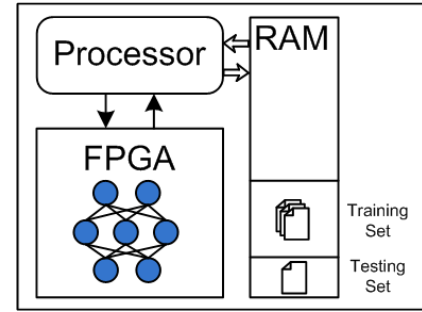 Processor
RAM
FPGA
Training
Set
Testing
Set